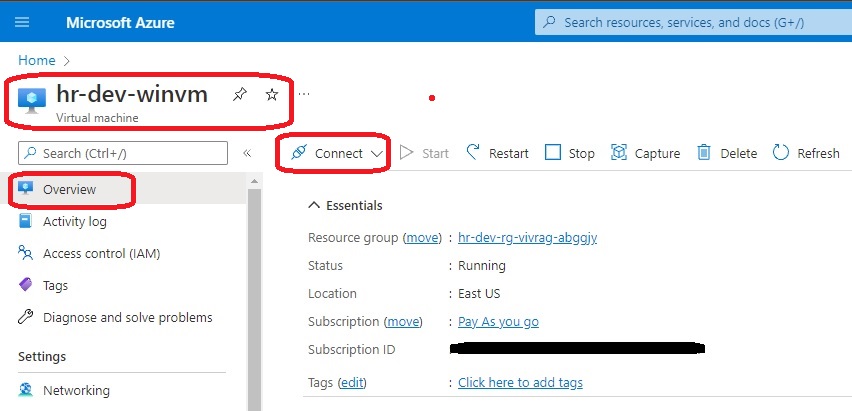 Microsoft Azure
Search resources, services, and docs (G+/)
Home >
hr-dev-winvm
...
Virtual machine
Search (Ctrl+/)
«
Connect
Start
Restart
Stop
Capture
Delete
Refresh
Overview
Activity log
Access control (IAM)
Tags
Diagnose and solve problems
Settings
Networking
Essentials
Resource group (move) : hr-dev-rg-vivrag-abggjy
Status : Running
Location : East US
Subscription (move) : Pay As you go
Subscription ID :
Tags (edit) : Click here to add tags